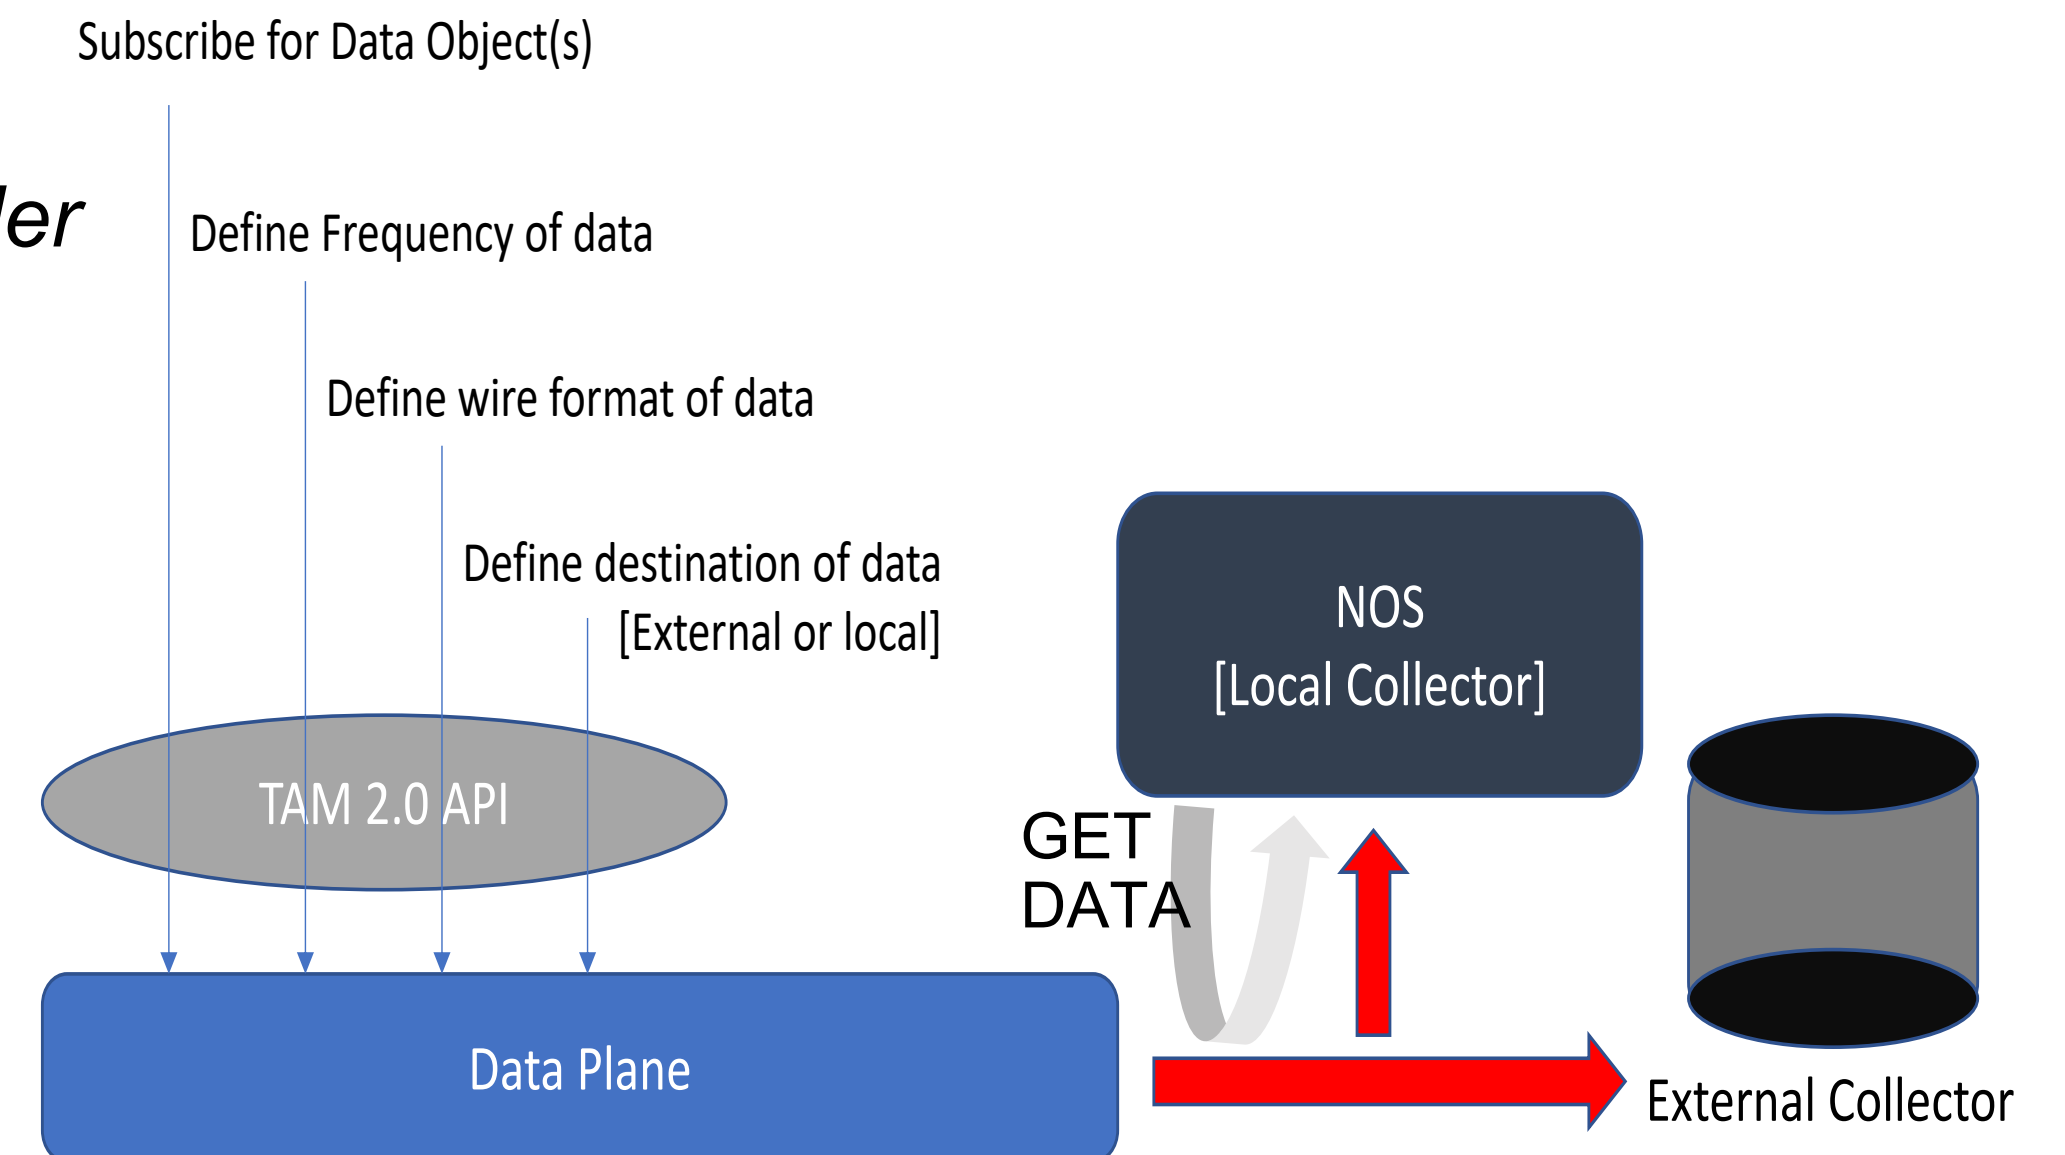 Subscribe for Data Object(s)
Define Frequency of data
Define wire format of data
Define destination of data
[External or local]
NOS
[Local Collector]
TAM 2.0 API
GET
DATA
Data Plane
External Collector